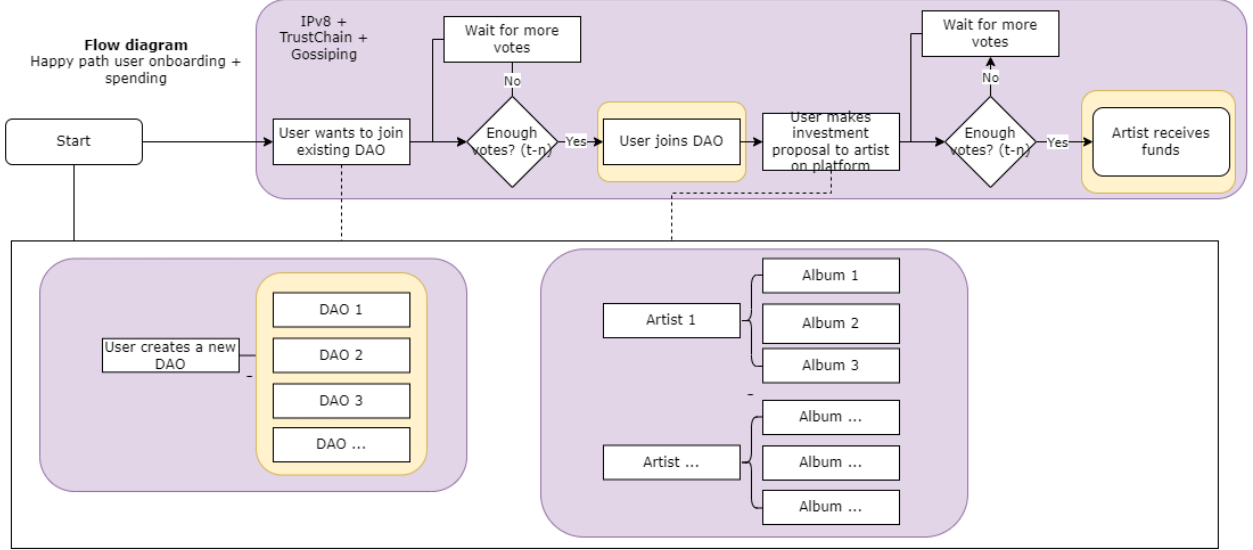 Flow diagram
Happy path user onboarding +
spending
IPv8 +
TrustChain +
Gossiping
Wait for more
votes
Wait for more
votes
No
No
Start
User wants to join
existing DAO
Enough
votes? (t-n)
Yes
User joins DAO
User makes
investment
proposal to artist
on platform
Enough
votes? (t-n)
Yes
Artist receives
funds
User creates a new
DAO
-
DAO 1
DAO 2
DAO 3
DAO ...
Artist 1
Album 1
Album 2
Album 3
-
Artist ...
Album ...
Album ...
Album ...